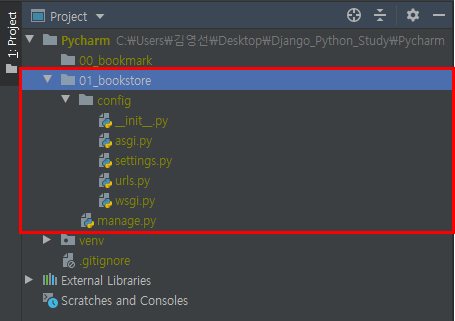 1: Project
Project
Pycharm C:₩Users₩김영선₩Desktop₩Django_Python_Study₩Pycharm
00_bookmark
01_bookstore
config
__init__.py
asgi.py
settings.py
urls.py
wsgi.py
manage.py
venv
.gitignore
External Libraries
Scratches and Consoles